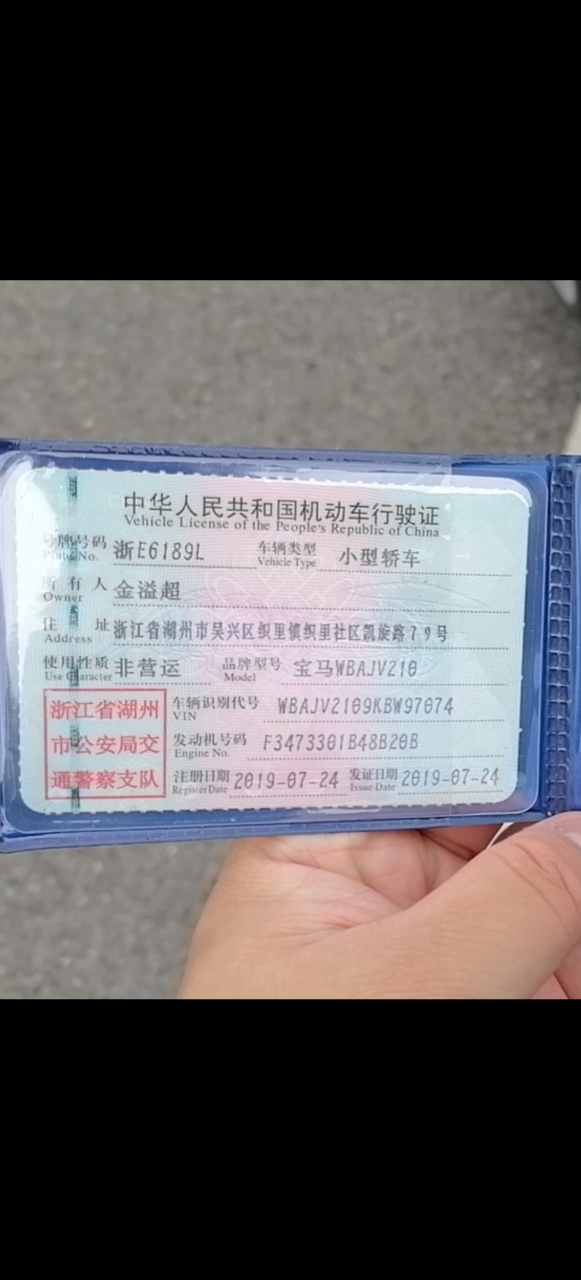 中华人民共和国机动车行驶证
Vehicle License of the People's Republic of China
号牌号码 浙E6189L 车辆类型 小型轿车
Plate No. Vehicle Type
所有人 金溢超
Owner
住址 浙江省湖州市吴兴区织里镇织里社区凯旋路79号
Address
使用性质 非营运 品牌型号 宝马WBAJV210
Use Character Model
浙江省湖州
市公安局交
通警察支队
车辆识别代号 WBAJV2109KBW97074
VIN
发动机号码 F3473301B48B20B
Engine No.
注册日期 2019-07-24 发证日期 2019-07-24
Register Date Issue Date